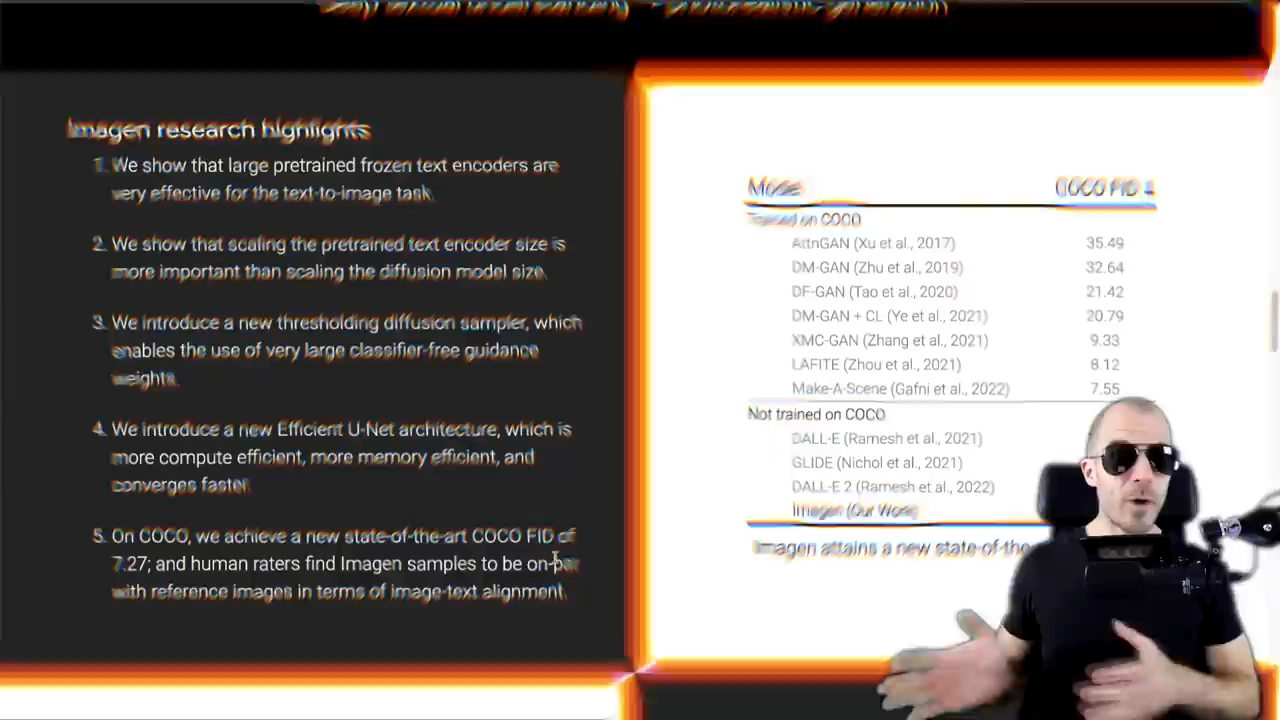 Imagen research highlights
1. We show that large pretrained frozen text encoders are
very effective for the text-to-image task.
2. We show that scaling the pretrained text encoder size is
more important than scaling the diffusion model size.
3. We introduce a new thresholding diffusion sampler, which
enables the use of very large classifier-free guidance
weights.
4. We introduce a new Efficient U-Net architecture, which is
more compute efficient, more memory efficient, and
converges faster.
5. On COCO, we achieve a new state-of-the-art COCO FID of
7.27; and human raters find Imagen samples to be on-par
with reference images in terms of image-text alignment.
Model COCO FID ↓
Trained on COCO
AttnGAN (Xu et al., 2017) 35.49
DM-GAN (Zhu et al., 2019) 32.64
DF-GAN (Tao et al., 2020) 21.42
DM-GAN + CL (Ye et al., 2021) 20.79
XMC-GAN (Zhang et al., 2021) 9.33
LAFITE (Zhou et al., 2021) 8.12
Make-A-Scene (Gafni et al., 2022) 7.55
Not trained on COCO
DALL-E (Ramesh et al., 2021)
GLIDE (Nichol et al., 2021)
DALL-E 2 (Ramesh et al., 2022)
Imagen (Our Work)
Imagen attains a new state-of-the